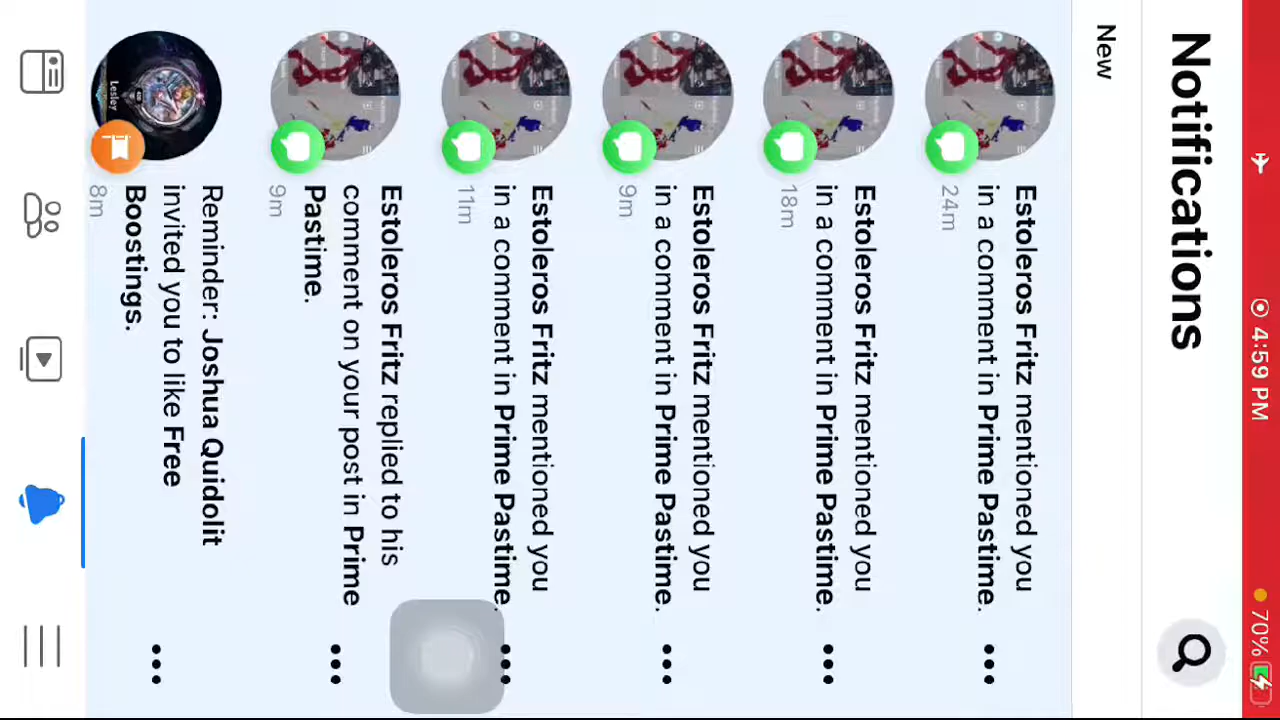 4:59 PM
70%
Notifications
New
Estoleros Fritz mentioned you
in a comment in Prime Pastime.
24m
Estoleros Fritz mentioned you
in a comment in Prime Pastime.
18m
Estoleros Fritz mentioned you
in a comment in Prime Pastime.
9m
Estoleros Fritz mentioned you
in a comment in Prime Pastime.
11m
Estoleros Fritz replied to his
comment on your post in Prime
Pastime.
9m
Lesley
Reminder: Joshua Quidolit
invited you to like Free
Boostings.
8m